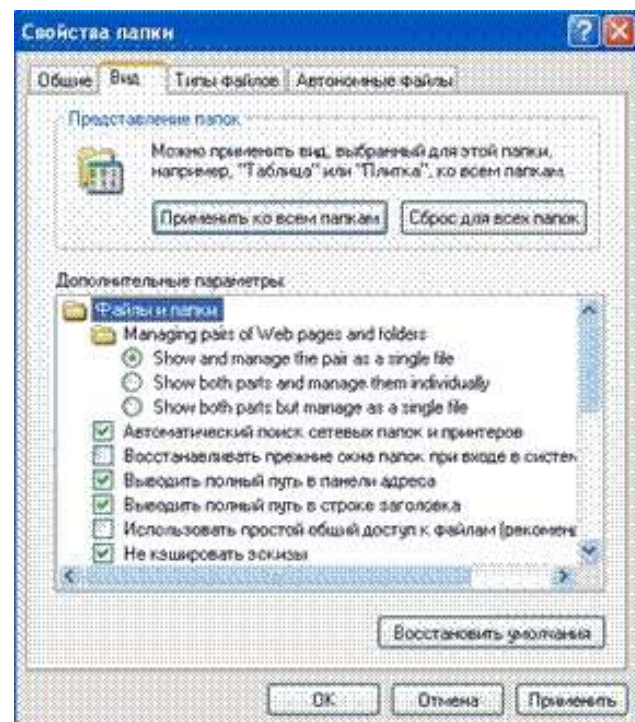 Свойства папки
Общие Вид Типы файлов Автономные файлы
Представление папок
Можно применить вид, выбранный для этой папки,
например, "Таблица" или "Плитка", ко всем папкам.
Применить ко всем папкам Сброс для всех папок
Дополнительные параметры:
Файлы и папки
Managing pairs of Web pages and folders
Show and manage the pair as a single file
Show both parts and manage them individually
Show both parts but manage as a single file
Автоматический поиск сетевых папок и принтеров
Восстанавливать прежние окна папок при входе в систем
Выводить полный путь в панели адреса
Выводить полный путь в строке заголовка
Использовать простой общий доступ к файлам (рекомен
Не кэшировать эскизы
Восстановить умолчания
OK Отмена Применить